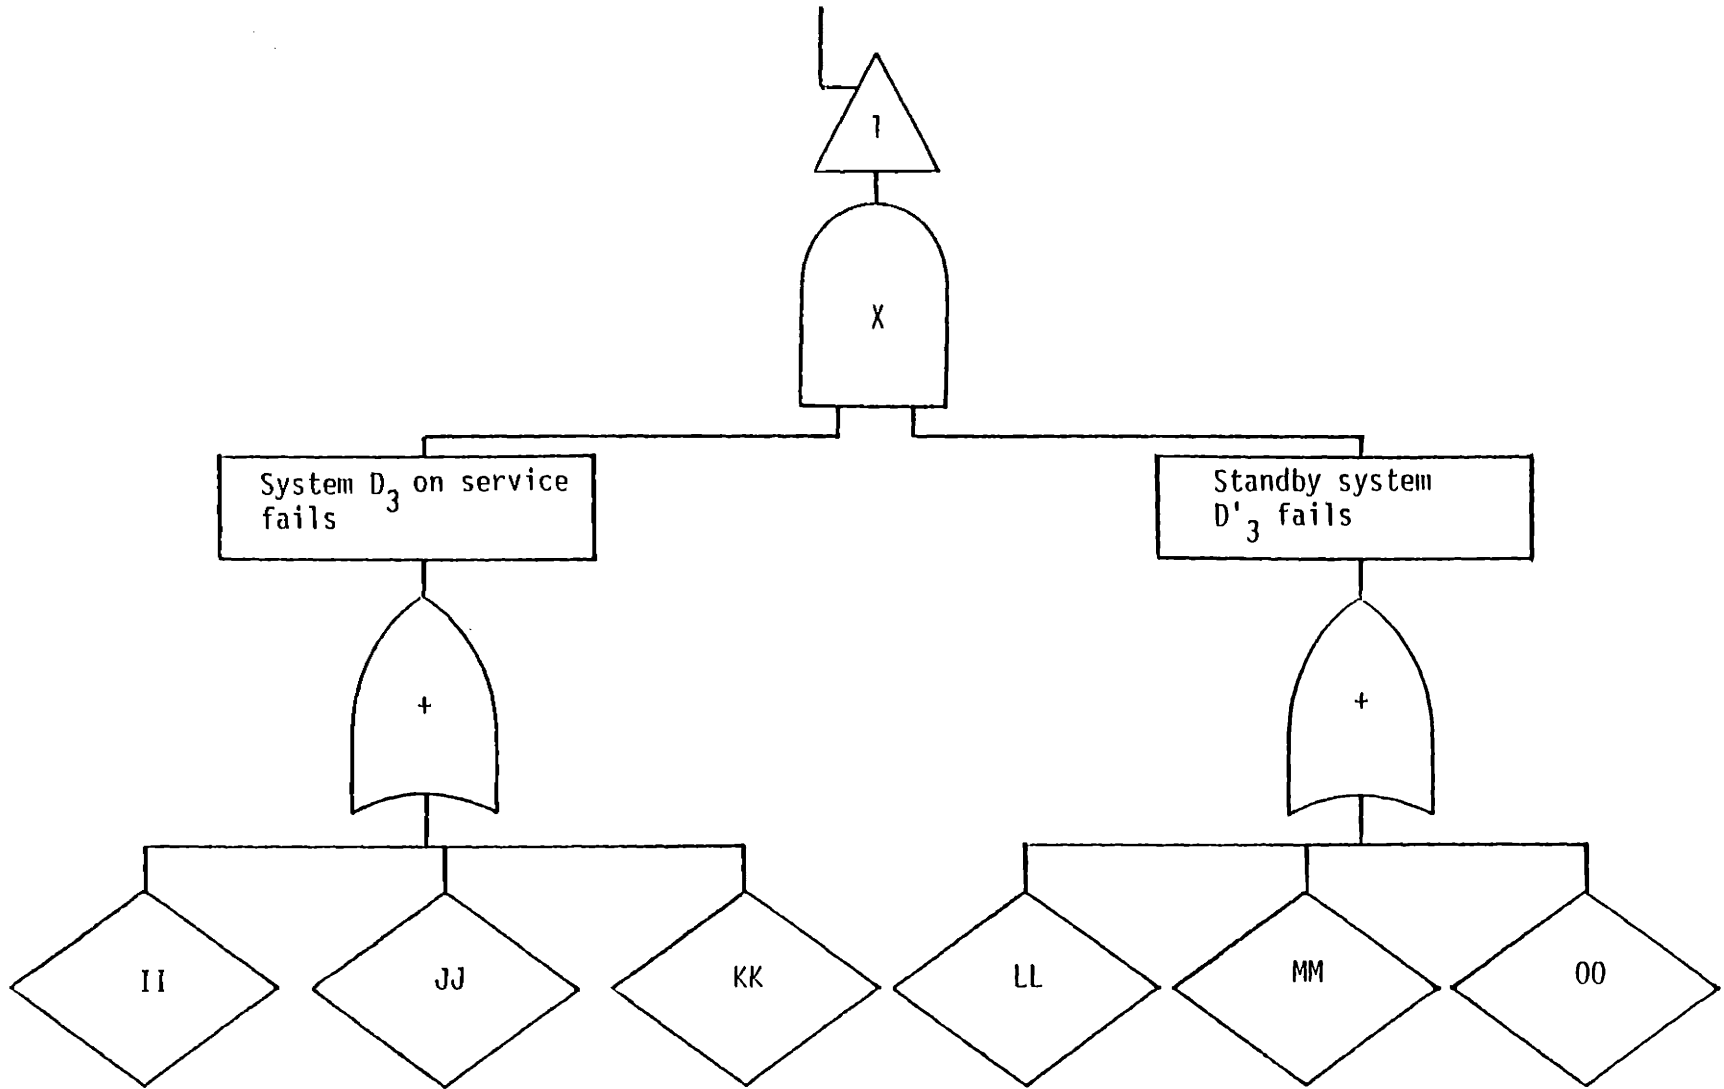 1
X
System D3 on service
fails
Standby system
D'3 fails
+
+
II
JJ
KK
LL
MM
OO